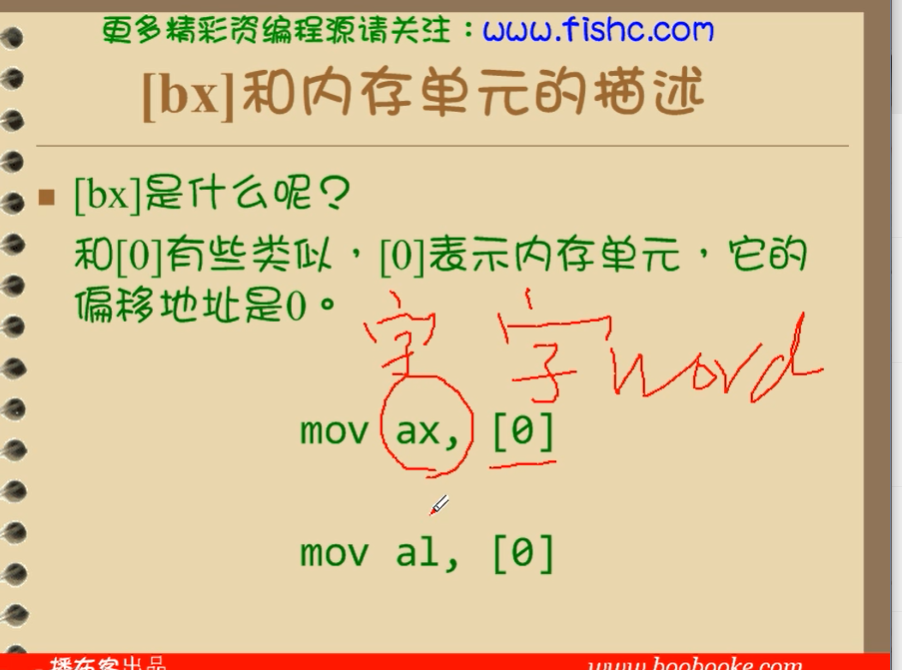 更多精彩资编程源请关注：www.fishc.com
[bx]和内存单元的描述
[bx]是什么呢？
和[0]有些类似，[0]表示内存单元，它的
偏移地址是0。
字 字 word
mov ax, [0]
mov al, [0]
播布客出品 www.boobooke.com